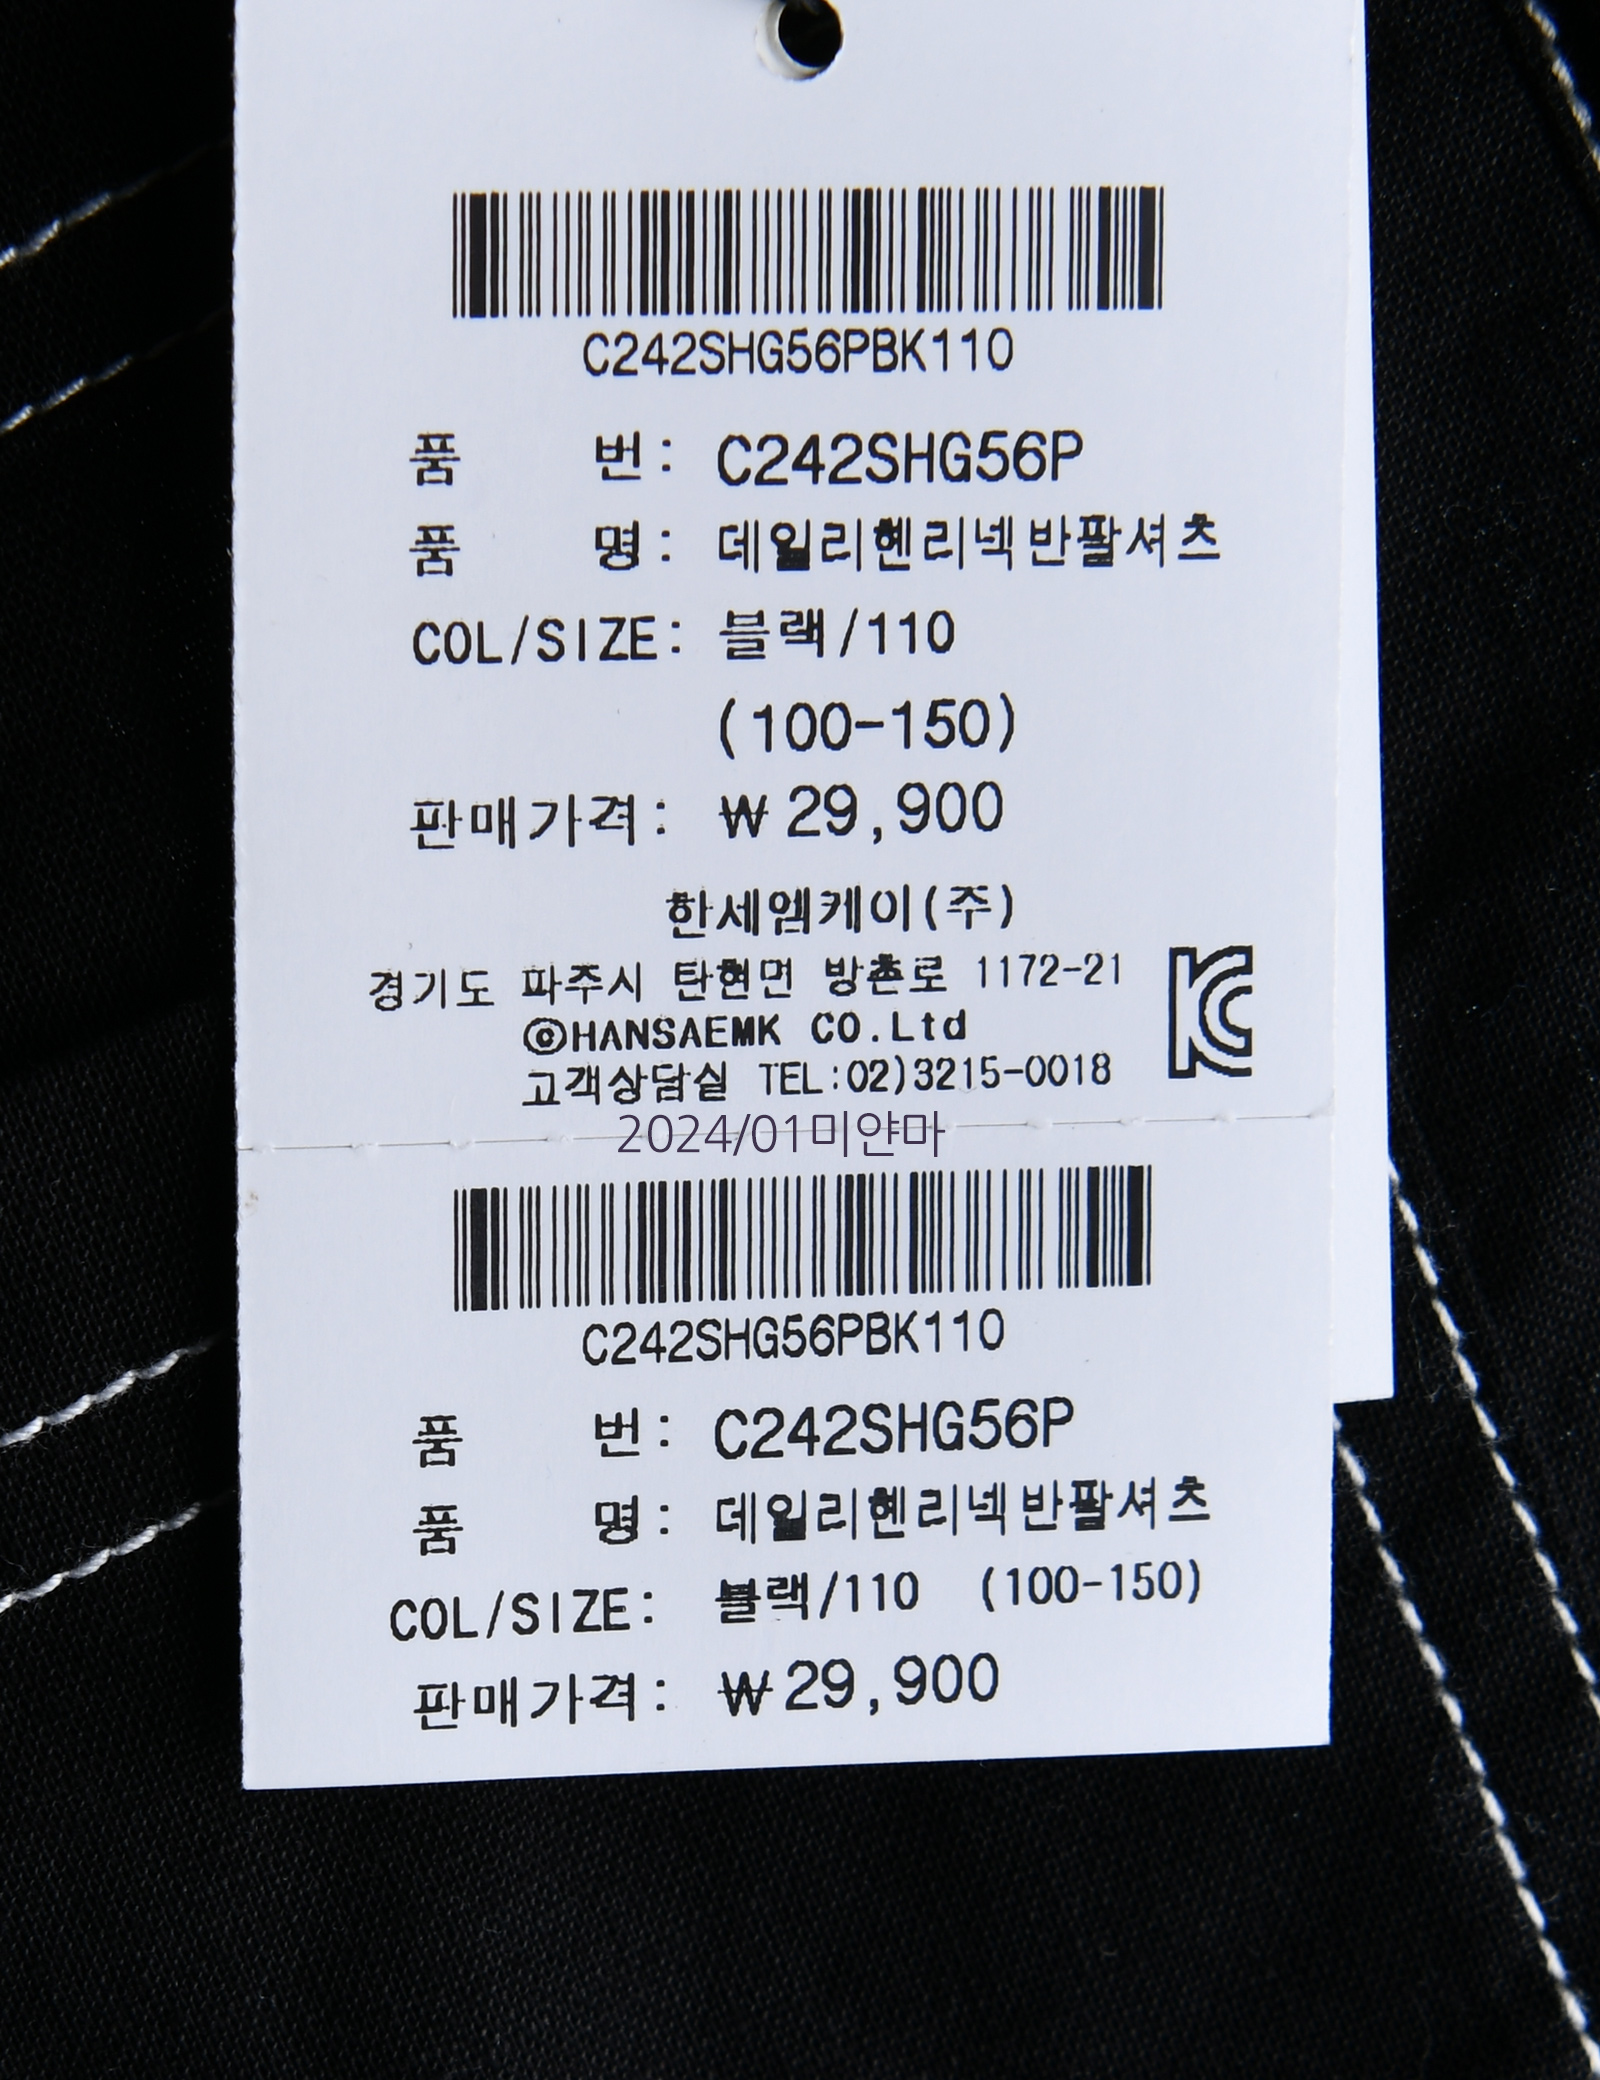 C242SHG56PBK110
품 번: C242SHG56P
품 명: 데일리헨리넥반팔셔츠
COL/SIZE: 블랙/110
(100-150)
판매가격: ₩29,900
한세엠케이(주)
경기도 파주시 탄현면 방촌로 1172-21
©HANSAEMK CO.Ltd
고객상담실 TEL:02)3215-0018
2024/01미얀마
C242SHG56PBK110
품 번: C242SHG56P
품 명: 데일리헨리넥반팔셔츠
COL/SIZE: 블랙/110 (100-150)
판매가격: ₩29,900